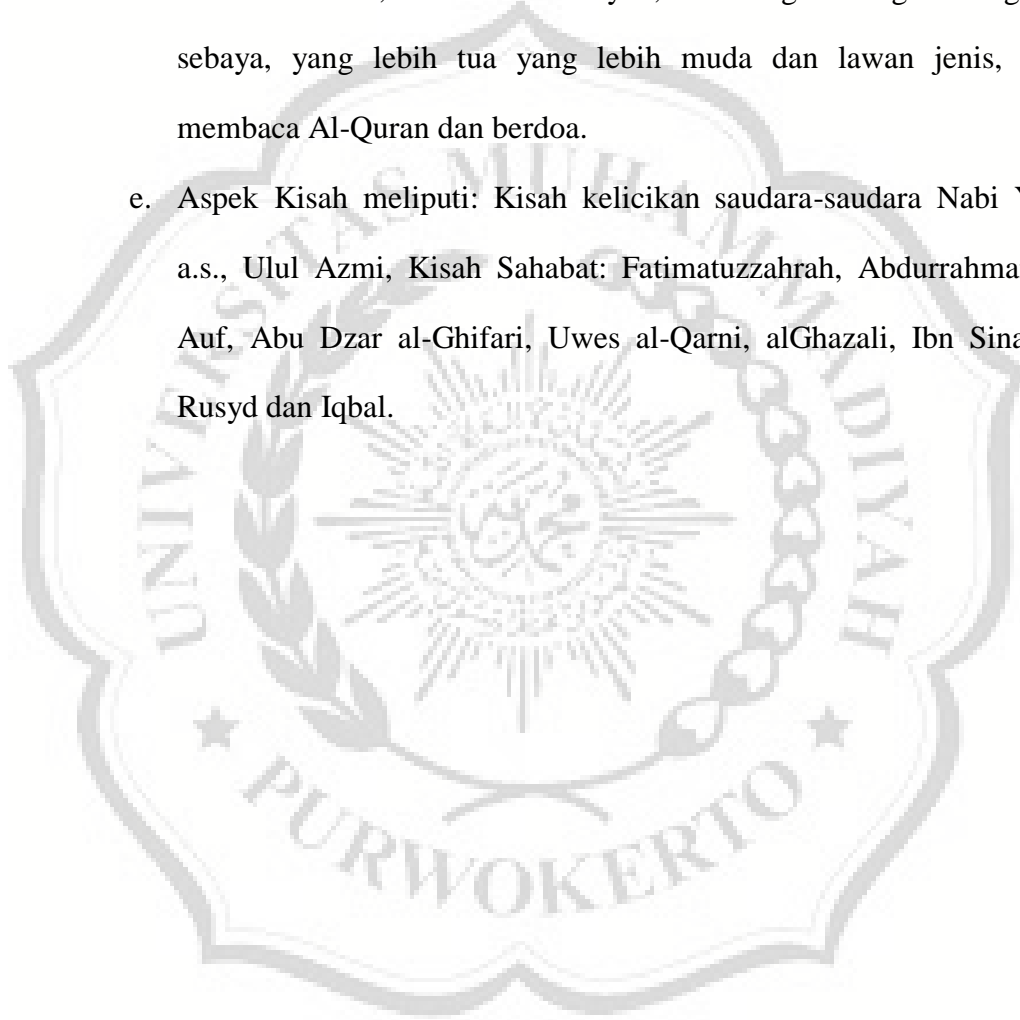 sebaya, yang lebih tua yang lebih muda dan lawan jenis,
membaca Al-Quran dan berdoa.
e. Aspek Kisah meliputi: Kisah kelicikan saudara-saudara Nabi
a.s., Ulul Azmi, Kisah Sahabat: Fatimatuzzahrah, Abdurrahma
Auf, Abu Dzar al-Ghifari, Uwes al-Qarni, alGhazali, Ibn Sina
Rusyd dan Iqbal.
UNIVERSITAS MUHAMMADIYAH
PURWOKERTO